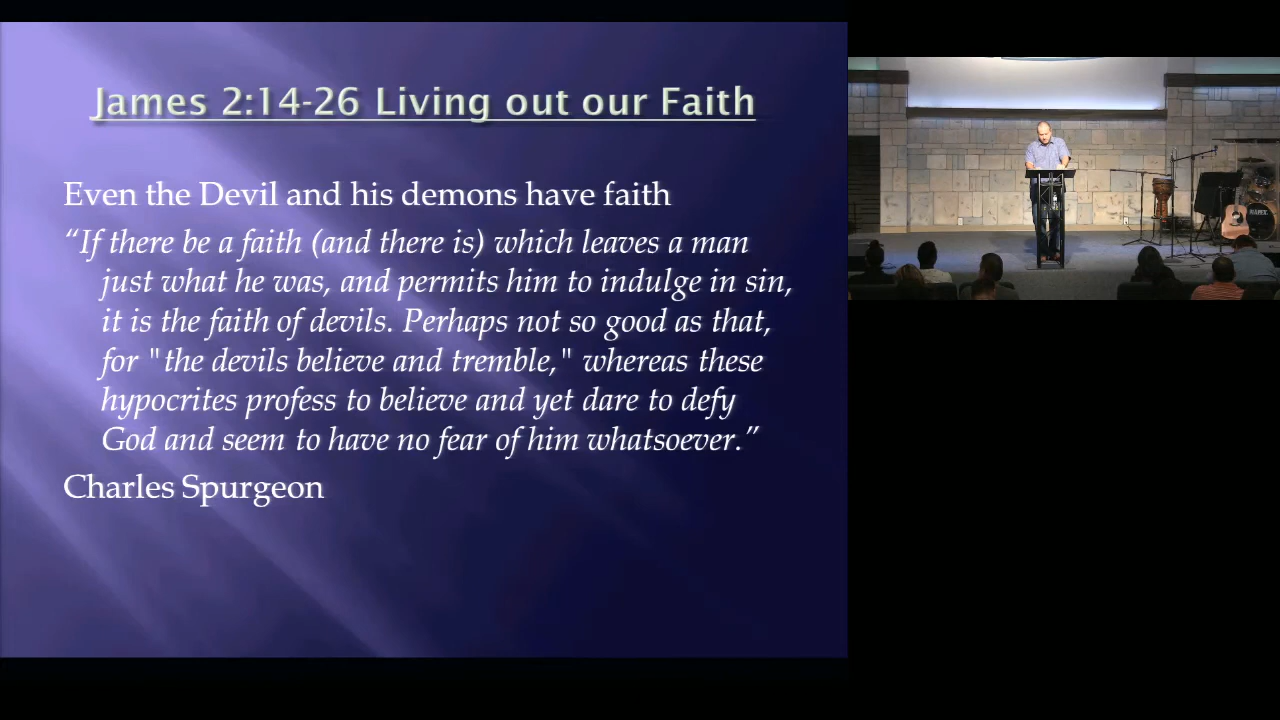 James 2:14-26 Living out our Faith
Even the Devil and his demons have faith
“If there be a faith (and there is) which leaves a man
just what he was, and permits him to indulge in sin,
it is the faith of devils. Perhaps not so good as that,
for "the devils believe and tremble," whereas these
hypocrites profess to believe and yet dare to defy
God and seem to have no fear of him whatsoever.”
Charles Spurgeon